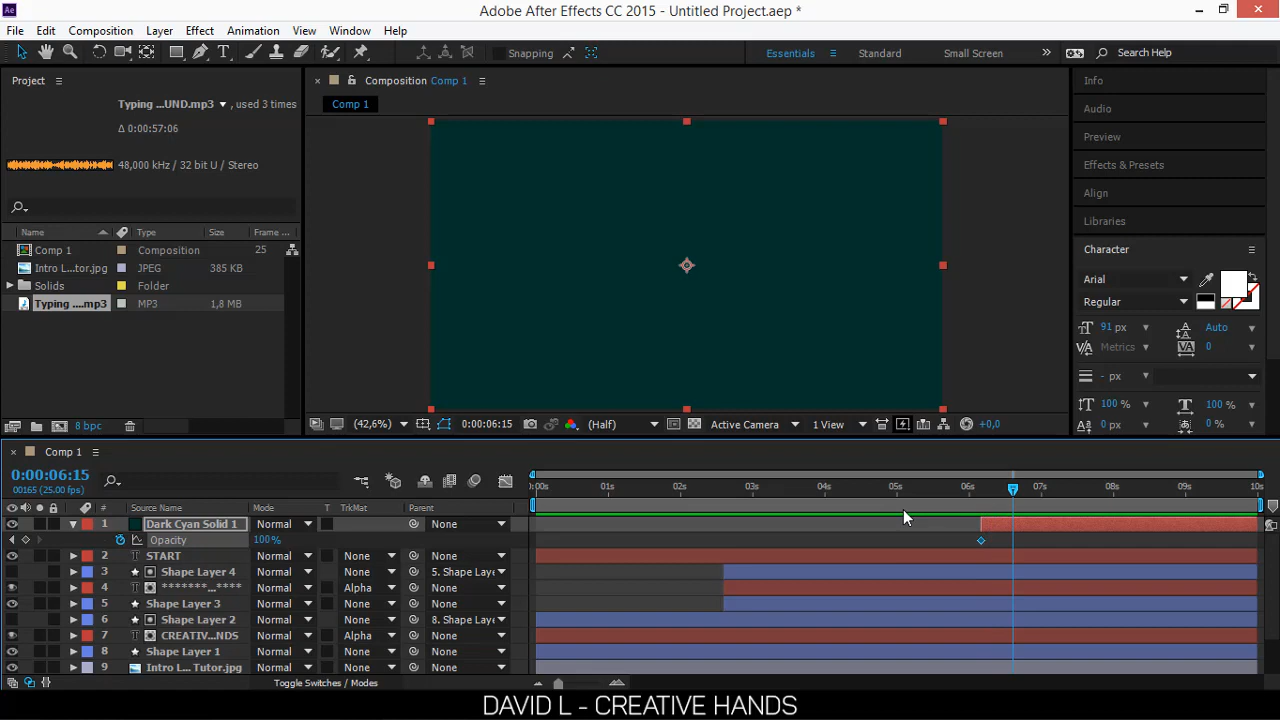 Adobe After Effects CC 2015 - Untitled Project.aep *
File Edit Composition Layer Effect Animation View Window Help
Snapping
Essentials Standard Small Screen Search Help
Project
Composition Comp 1
Comp 1
Typing ...UND.mp3 , used 3 times
Δ 0:00:57:06
48,000 kHz / 32 bit U / Stereo
Name Type Size Frame ...
Comp 1 Composition 25
Intro L...tor.jpg JPEG 385 KB
Solids Folder
Typing ....mp3 MP3 1,8 MB
8 bpc
(42,6%) 0:00:06:15 (Half) Active Camera 1 View +0,0
Info
Audio
Preview
Effects & Presets
Align
Libraries
Character
Arial
Regular
91 px Auto
Metrics 0
- px
100 % 100 %
0 px 0 %
Comp 1
0:00:06:15
00165 (25.00 fps)
0:00s 01s 02s 03s 04s 05s 06s 07s 08s 09s 10s
# Source Name Mode T TrkMat Parent
1 Dark Cyan Solid 1 Normal None
Opacity 100%
2 START Normal None None
3 Shape Layer 4 Normal None 5. Shape Laye
4 *******...**** Normal Alpha None
5 Shape Layer 3 Normal None None
6 Shape Layer 2 Normal None 8. Shape Laye
7 CREATIV...NDS Normal Alpha None
8 Shape Layer 1 Normal None None
9 Intro L... Tutor.jpg Normal None None
Toggle Switches / Modes
DAVID L - CREATIVE HANDS